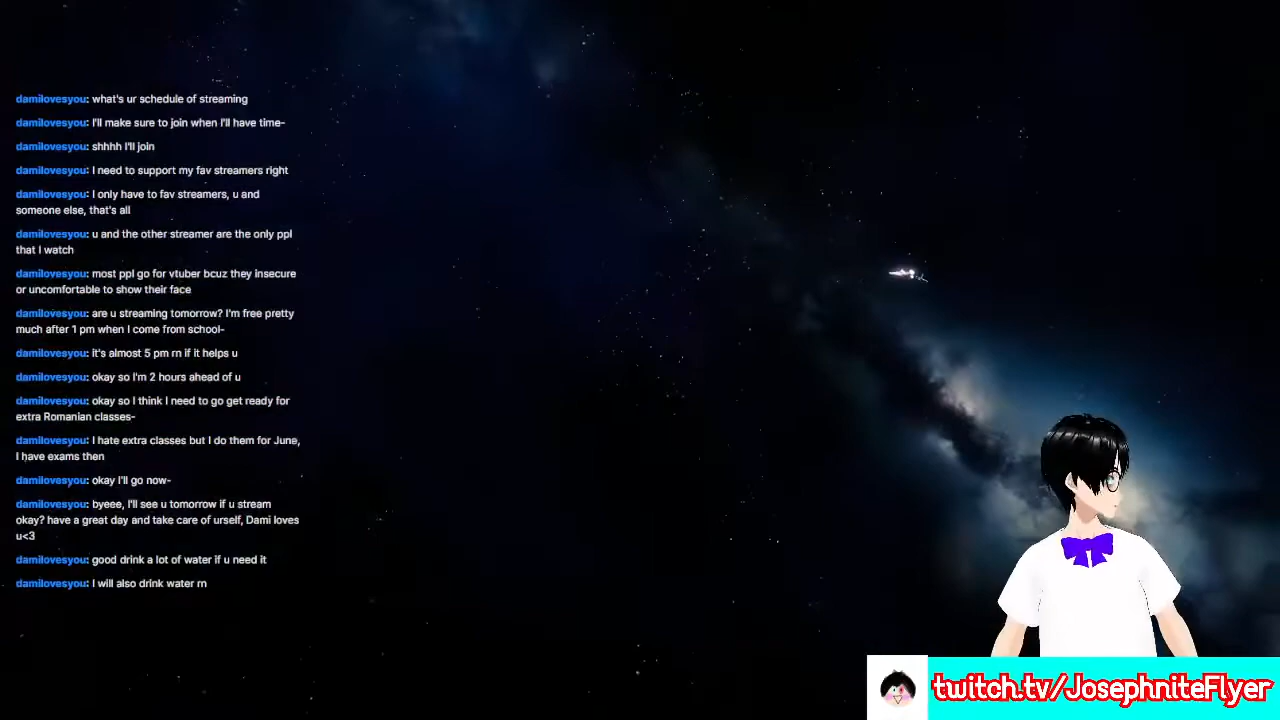 damilovesyou: what's ur schedule of streaming
damilovesyou: I'll make sure to join when I'll have time-
damilovesyou: shhhh I'll join
damilovesyou: I need to support my fav streamers right
damilovesyou: I only have to fav streamers, u and
someone else, that's all
damilovesyou: u and the other streamer are the only ppl
that I watch
damilovesyou: most ppl go for vtuber bcuz they insecure
or uncomfortable to show their face
damilovesyou: are u streaming tomorrow? I'm free pretty
much after 1 pm when I come from school-
damilovesyou: it's almost 5 pm rn if it helps u
damilovesyou: okay so I'm 2 hours ahead of u
damilovesyou: okay so I think I need to go get ready for
extra Romanian classes-
damilovesyou: I hate extra classes but I do them for June,
I have exams then
damilovesyou: okay I'll go now-
damilovesyou: byeee, I'll see u tomorrow if u stream
okay? have a great day and take care of urself, Dami loves
u<3
damilovesyou: good drink a lot of water if u need it
damilovesyou: I will also drink water rn
twitch.tv/JosephniteFlyer